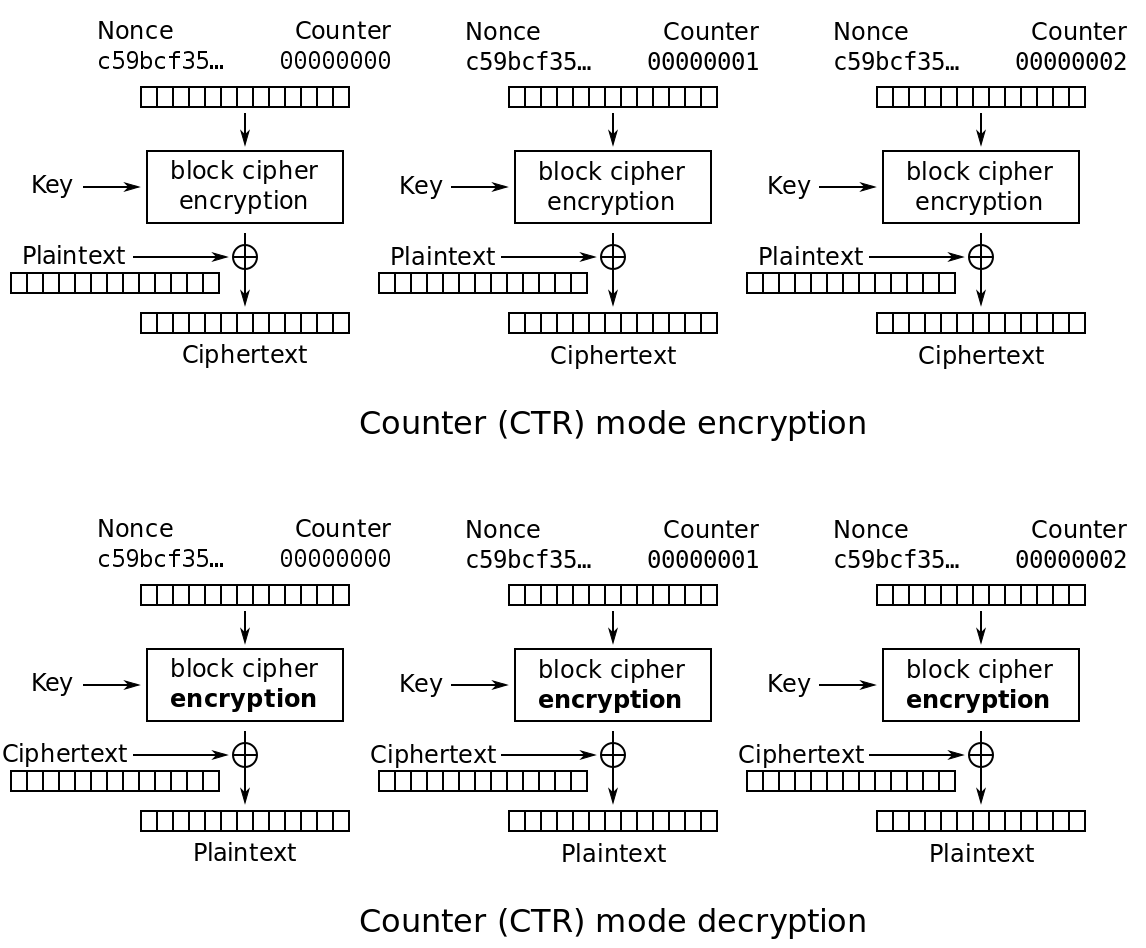 Nonce Counter Nonce Counter Nonce Counter
c59bcf35… 00000000 c59bcf35… 00000001 c59bcf35… 00000002
block cipher block cipher block cipher
Key Key Key
encryption encryption encryption
Plaintext Plaintext Plaintext
Ciphertext Ciphertext Ciphertext
Counter (CTR) mode encryption
Nonce Counter Nonce Counter Nonce Counter
c59bcf35… 00000000 c59bcf35… 00000001 c59bcf35… 00000002
block cipher block cipher block cipher
Key Key Key
encryption encryption encryption
Ciphertext Ciphertext Ciphertext
Plaintext Plaintext Plaintext
Counter (CTR) mode decryption